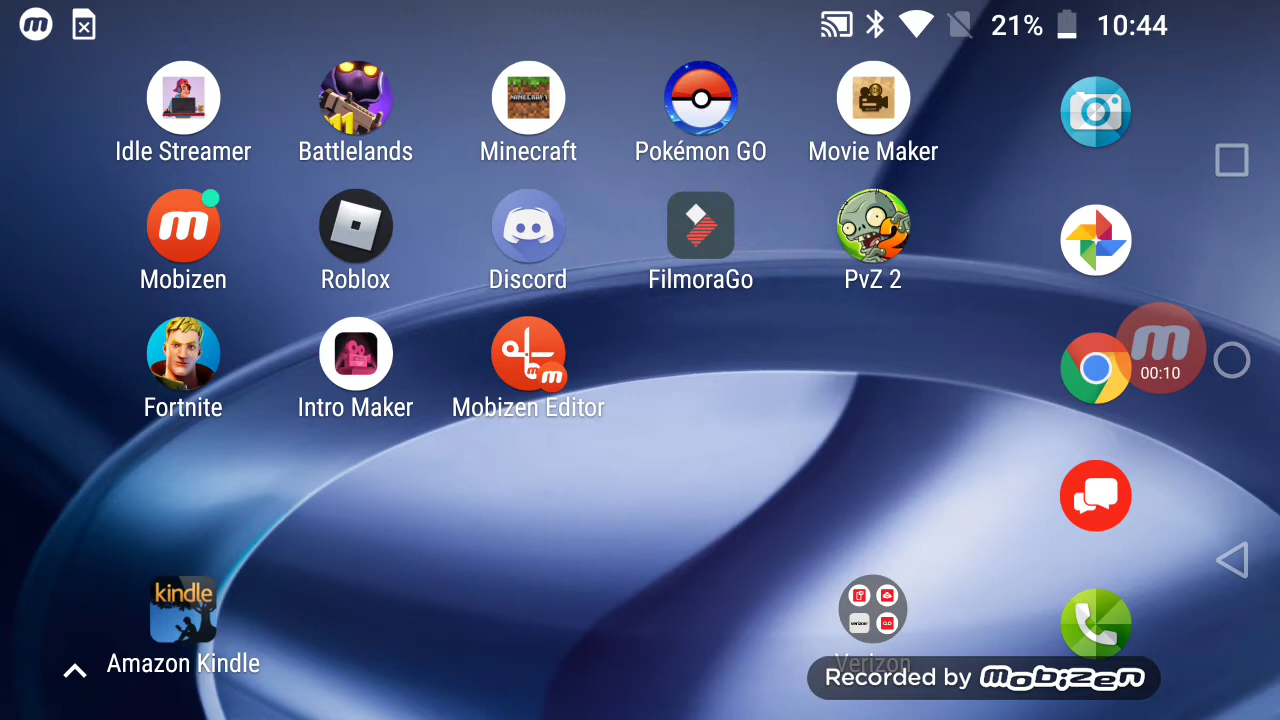 21% 10:44
Idle Streamer Battlelands Minecraft Pokémon GO Movie Maker
Mobizen Roblox Discord FilmoraGo PvZ 2
00:10
Fortnite Intro Maker Mobizen Editor
kindle
Amazon Kindle Verizon
Recorded by mobizen